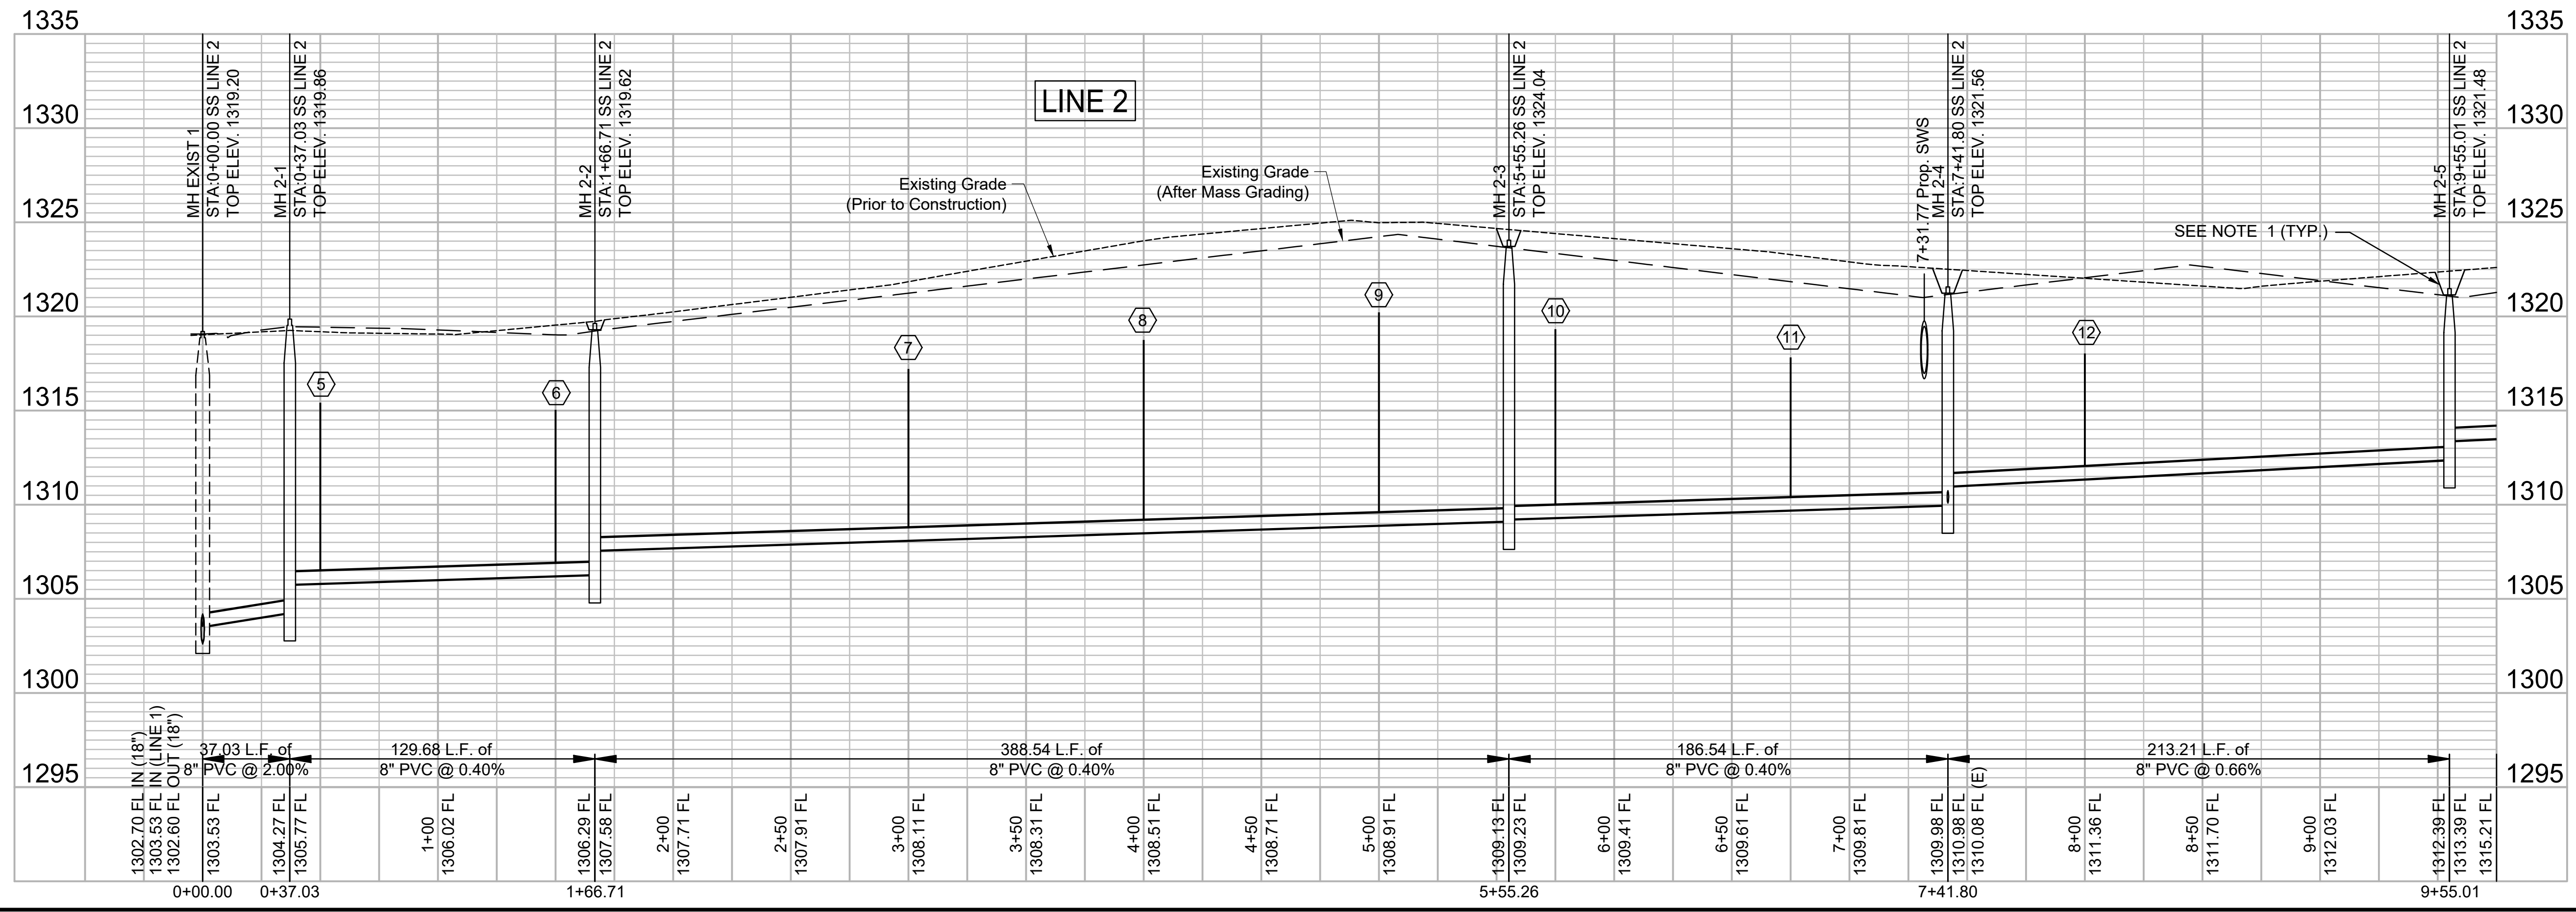 1335
1335
1330
1330
1325
1325
1320
1320
1315
1315
1310
1310
1305
1305
1300
1300
1295
1295
LINE 2
MH EXIST 1
STA:0+00.00 SS LINE 2
TOP ELEV. 1319.20
MH 2-1
STA:0+37.03 SS LINE 2
TOP ELEV. 1319.86
MH 2-2
STA:1+66.71 SS LINE 2
TOP ELEV. 1319.62
Existing Grade
(Prior to Construction)
Existing Grade
(After Mass Grading)
MH 2-3
STA:5+55.26 SS LINE 2
TOP ELEV. 1324.04
7+31.77 Prop. SWS
MH 2-4
STA:7+41.80 SS LINE 2
TOP ELEV. 1321.56
SEE NOTE 1 (TYP.)
MH 2-5
STA:9+55.01 SS LINE 2
TOP ELEV. 1321.48
5
6
7
8
9
10
11
12
37.03 L.F. of
8" PVC @ 2.00%
129.68 L.F. of
8" PVC @ 0.40%
388.54 L.F. of
8" PVC @ 0.40%
186.54 L.F. of
8" PVC @ 0.40%
213.21 L.F. of
8" PVC @ 0.66%
1302.70 FL IN (18")
1303.53 FL IN (LINE 1)
1302.60 FL OUT (18")
1303.53 FL
1304.27 FL
1305.77 FL
1+00
1306.02 FL
1306.29 FL
1307.58 FL
2+00
1307.71 FL
2+50
1307.91 FL
3+00
1308.11 FL
3+50
1308.31 FL
4+00
1308.51 FL
4+50
1308.71 FL
5+00
1308.91 FL
1309.13 FL
1309.23 FL
6+00
1309.41 FL
6+50
1309.61 FL
7+00
1309.81 FL
1309.98 FL
1310.98 FL
1310.08 FL (E)
8+00
1311.36 FL
8+50
1311.70 FL
9+00
1312.03 FL
1312.39 FL
1313.39 FL
1315.21 FL
0+00.00
0+37.03
1+66.71
5+55.26
7+41.80
9+55.01